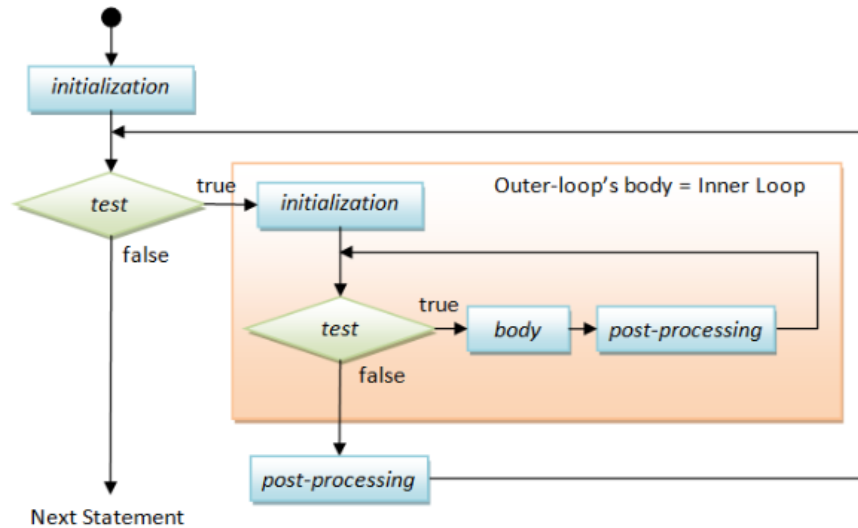 initialization
test
true
false
Outer-loop's body = Inner Loop
initialization
test
true
body
post-processing
false
post-processing
Next Statement